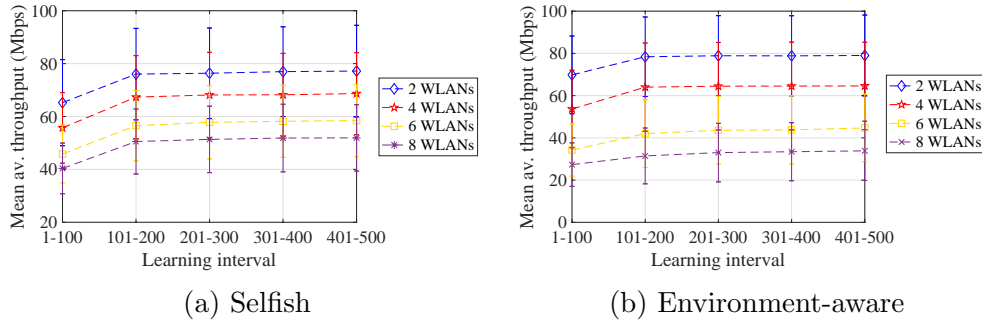 Mean av. throughput (Mbps)
100
80
60
40
20
1-100 101-200 201-300 301-400 401-500
Learning interval
2 WLANs
4 WLANs
6 WLANs
8 WLANs
(a) Selfish
Mean av. throughput (Mbps)
100
80
60
40
20
0
1-100 101-200 201-300 301-400 401-500
Learning interval
2 WLANs
4 WLANs
6 WLANs
8 WLANs
(b) Environment-aware